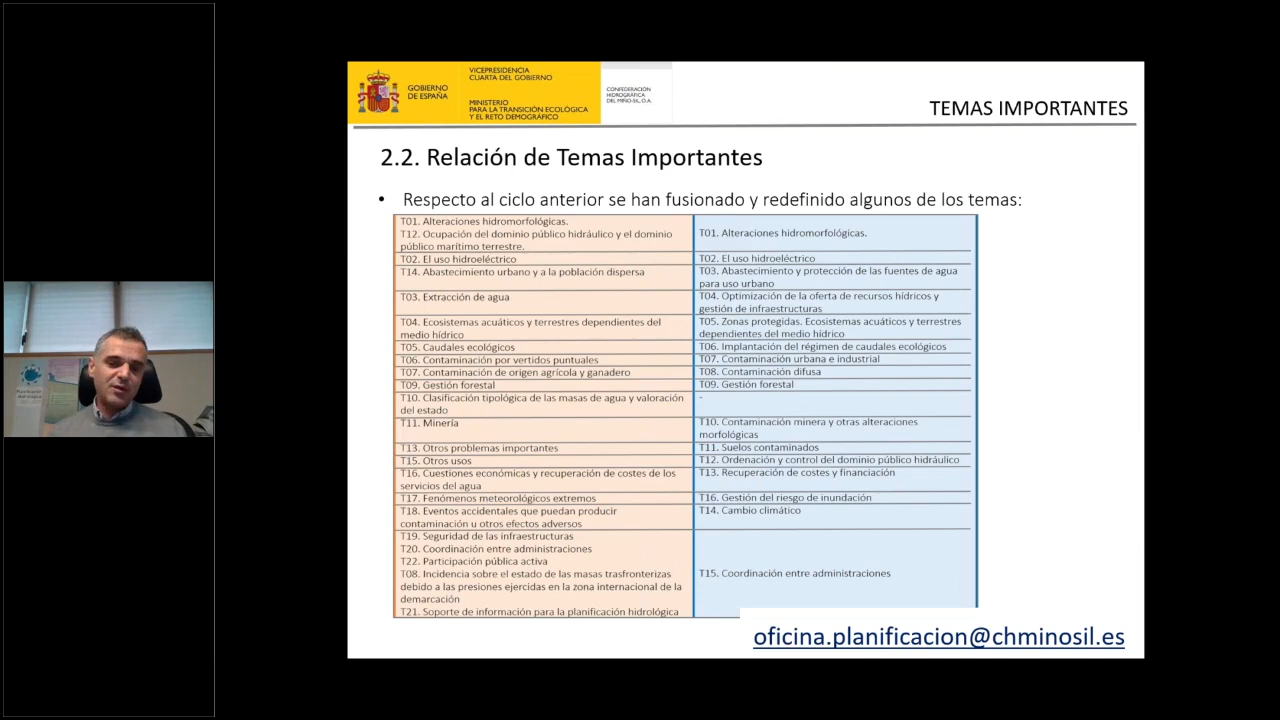 GOBIERNO
DE ESPAÑA
VICEPRESIDENCIA
CUARTA DEL GOBIERNO
MINISTERIO
PARA LA TRANSICIÓN ECOLÓGICA
Y EL RETO DEMOGRÁFICO
CONFEDERACIÓN
HIDROGRÁFICA
DEL MIÑO-SIL, O.A.
TEMAS IMPORTANTES
2.2. Relación de Temas Importantes
• Respecto al ciclo anterior se han fusionado y redefinido algunos de los temas:
T01. Alteraciones hidromorfológicas.
T12. Ocupación del dominio público hidráulico y el dominio
público marítimo terrestre.
T01. Alteraciones hidromorfológicas.
T02. El uso hidroeléctrico
T02. El uso hidroeléctrico
T14. Abastecimiento urbano y a la población dispersa
T03. Abastecimiento y protección de las fuentes de agua
para uso urbano
T03. Extracción de agua
T04. Optimización de la oferta de recursos hídricos y
gestión de infraestructuras
T04. Ecosistemas acuáticos y terrestres dependientes del
medio hídrico
T05. Zonas protegidas. Ecosistemas acuáticos y terrestres
dependientes del medio hídrico
T05. Caudales ecológicos
T06. Implantación del régimen de caudales ecológicos
T06. Contaminación por vertidos puntuales
T07. Contaminación urbana e industrial
T07. Contaminación de origen agrícola y ganadero
T08. Contaminación difusa
T09. Gestión forestal
T09. Gestión forestal
T10. Clasificación tipológica de las masas de agua y valoración
del estado
-
T11. Minería
T10. Contaminación minera y otras alteraciones
morfológicas
T13. Otros problemas importantes
T11. Suelos contaminados
T15. Otros usos
T12. Ordenación y control del dominio público hidráulico
T16. Cuestiones económicas y recuperación de costes de los
servicios del agua
T13. Recuperación de costes y financiación
T17. Fenómenos meteorológicos extremos
T16. Gestión del riesgo de inundación
T18. Eventos accidentales que puedan producir
contaminación u otros efectos adversos
T14. Cambio climático
T19. Seguridad de las infraestructuras
T20. Coordinación entre administraciones
T22. Participación pública activa
T08. Incidencia sobre el estado de las masas trasfronterizas
debido a las presiones ejercidas en la zona internacional de la
demarcación
T21. Soporte de información para la planificación hidrológica
T15. Coordinación entre administraciones
oficina.planificacion@chminosil.es